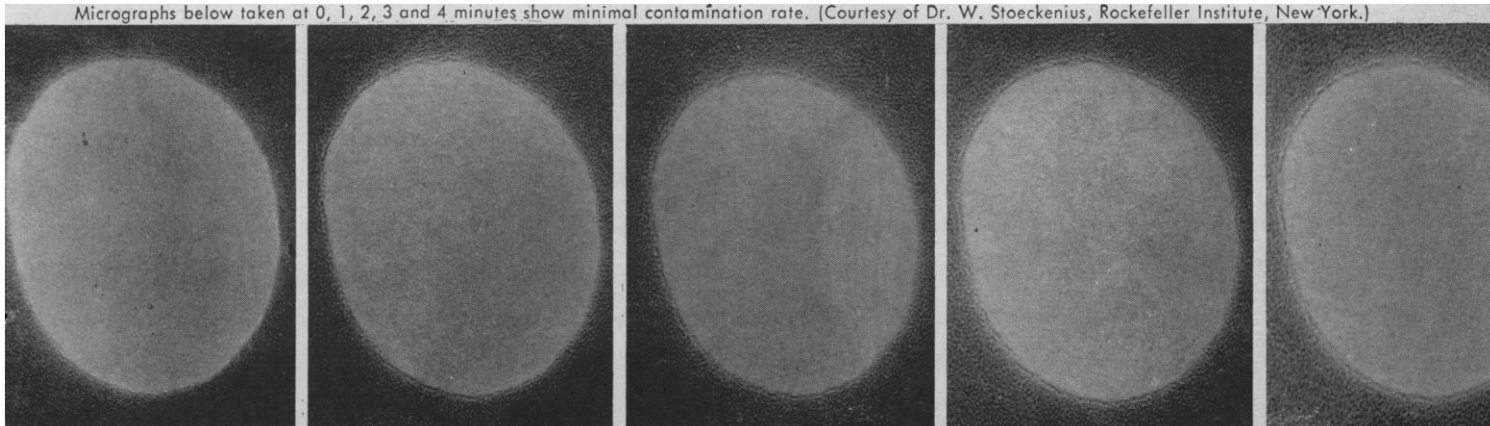 Micrographs below taken at 0, 1, 2, 3 and 4 minutes show minimal contamination rate. (Courtesy of Dr. W. Stoeckenius, Rockefeller Institute, New York.)